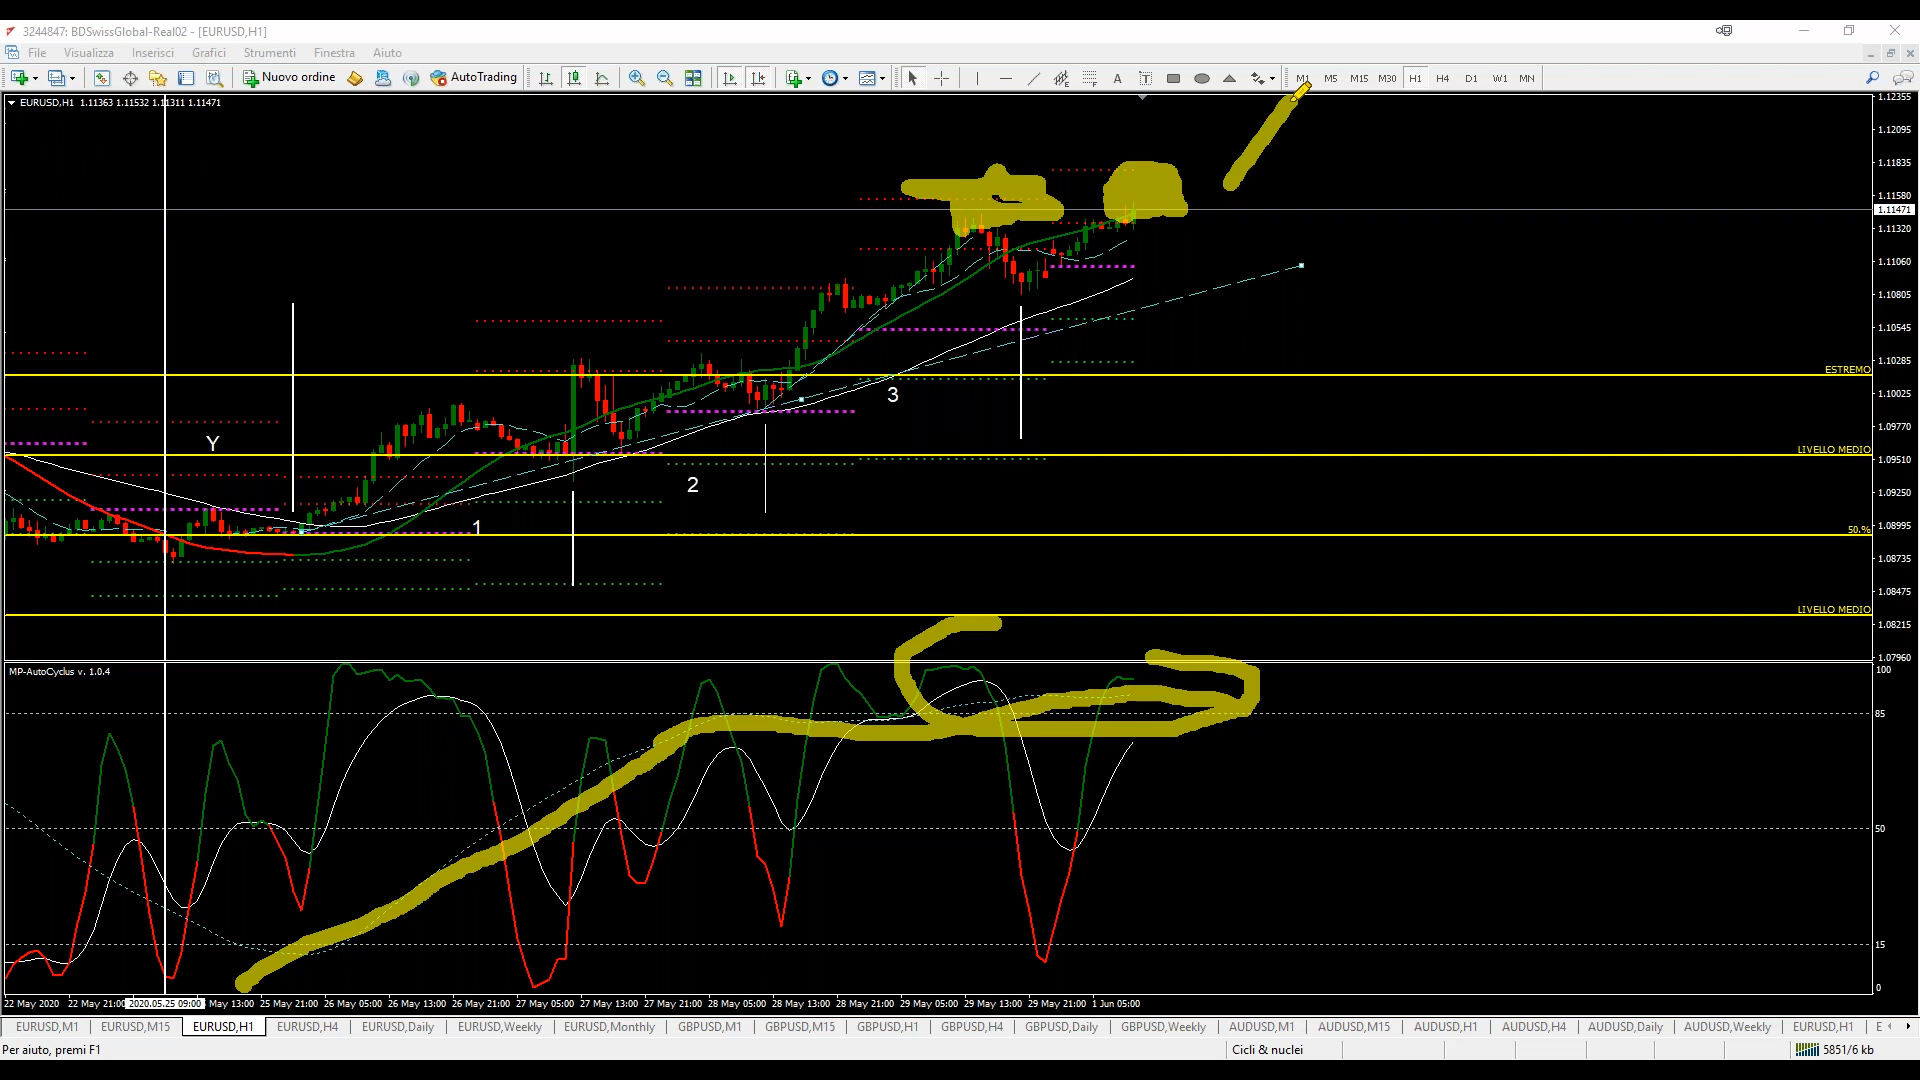 3244847: BDSwissGlobal-Real02 - [EURUSD,H1]
File Visualizza Inserisci Grafici Strumenti Finestra Aiuto
Nuovo ordine AutoTrading A T M1 M5 M15 M30 H1 H4 D1 W1 MN
EURUSD,H1 1.11363 1.11532 1.11311 1.11471
1.12355
1.12095
1.11835
1.11580
1.11471
1.11320
1.11060
1.10805
1.10545
1.10285
ESTREMO
1.10025
3
1.09770
Y
LIVELLO MEDIO
1.09510
2
1.09250
1
1.08995
50.%
1.08735
1.08475
LIVELLO MEDIO
1.08215
1.07960
MP-AutoCyclus v. 1.0.4
100
85
50
15
0
22 May 2020 22 May 21:00 2020.05.25 09:00 May 13:00 25 May 21:00 26 May 05:00 26 May 13:00 26 May 21:00 27 May 05:00 27 May 13:00 27 May 21:00 28 May 05:00 28 May 13:00 28 May 21:00 29 May 05:00 29 May 13:00 29 May 21:00 1 Jun 05:00
EURUSD,M1 EURUSD,M15 EURUSD,H1 EURUSD,H4 EURUSD,Daily EURUSD,Weekly EURUSD,Monthly GBPUSD,M1 GBPUSD,M15 GBPUSD,H1 GBPUSD,H4 GBPUSD,Daily GBPUSD,Weekly AUDUSD,M1 AUDUSD,M15 AUDUSD,H1 AUDUSD,H4 AUDUSD,Daily AUDUSD,Weekly EURUSD,H1 E
Per aiuto, premi F1 Cicli & nuclei 5851/6 kb